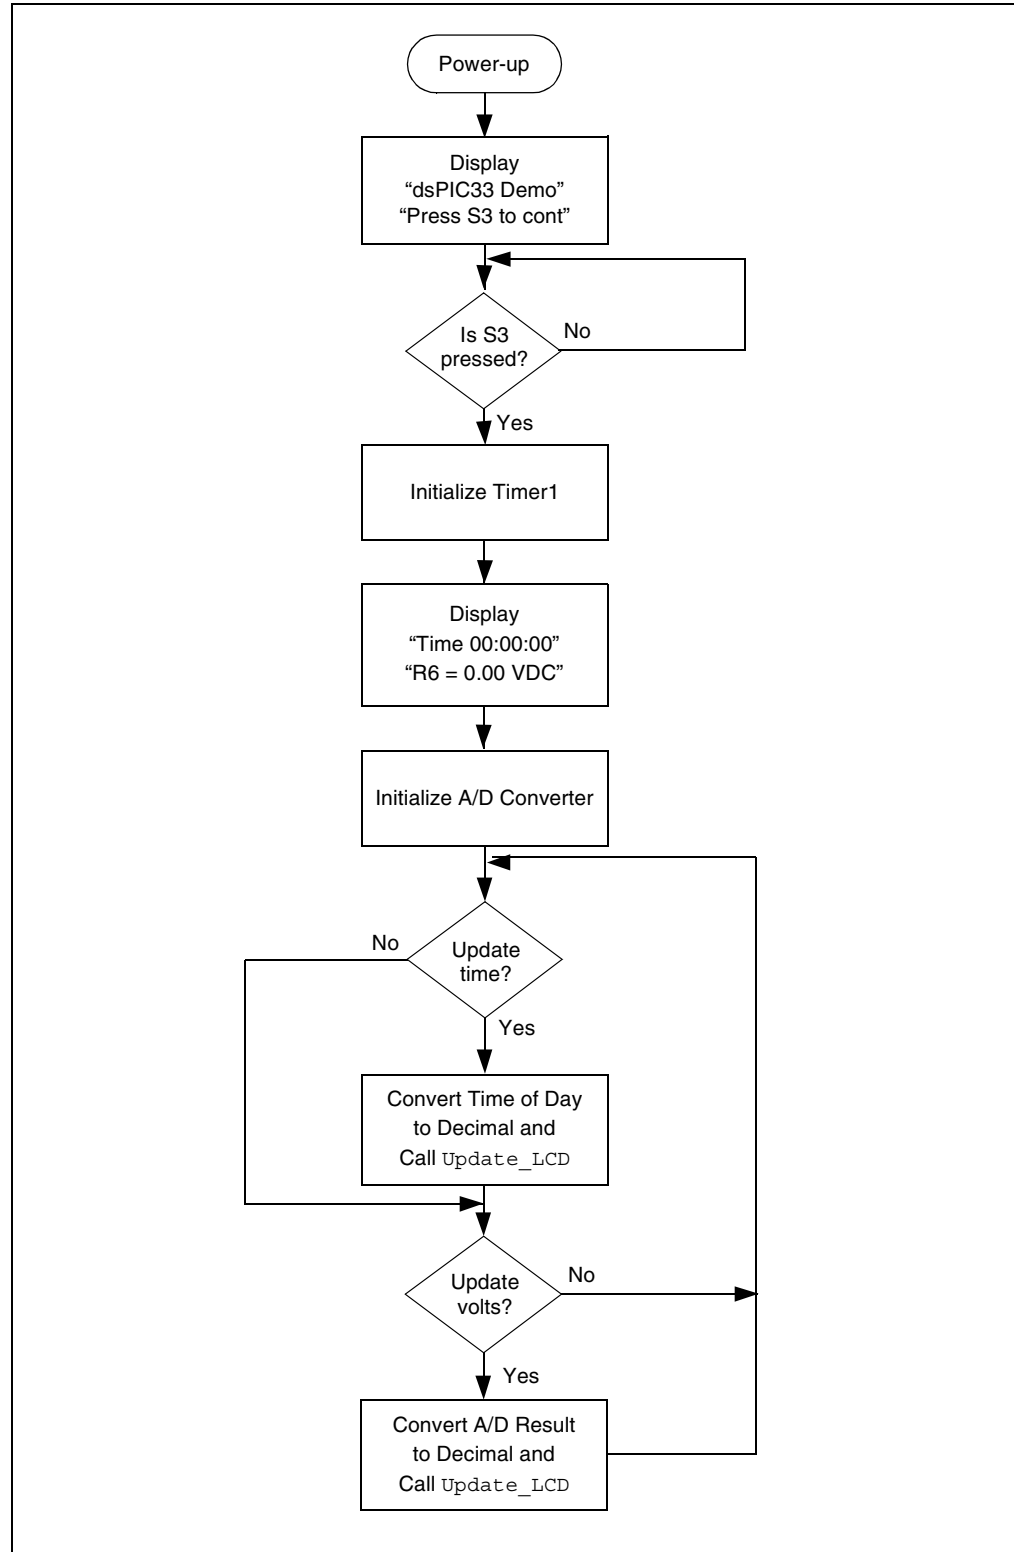 Power-up
Display
“dsPIC33 Demo”
“Press S3 to cont”
Is S3
pressed?
No
Yes
Initialize Timer1
Display
“Time 00:00:00”
“R6 = 0.00 VDC”
Initialize A/D Converter
No
Update
time?
Yes
Convert Time of Day
to Decimal and
Call Update_LCD
Update
volts?
No
Yes
Convert A/D Result
to Decimal and
Call Update_LCD